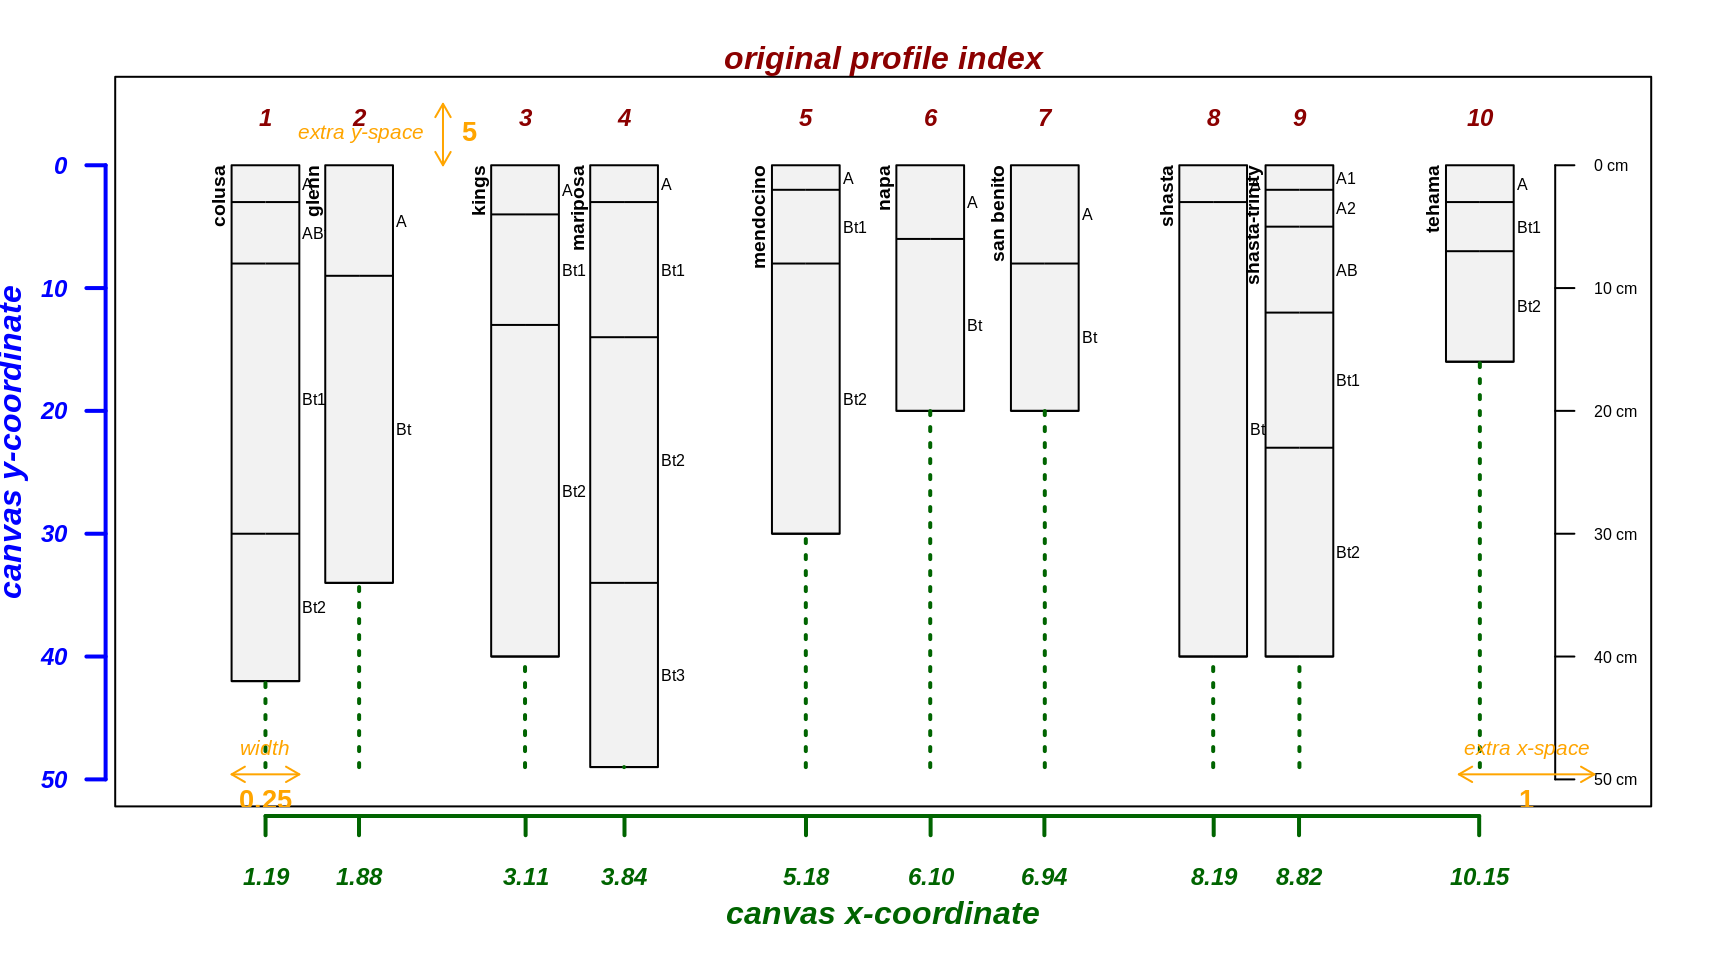 original profile index
1 2 3 4 5 6 7 8 9 10
extra y-space 5
canvas y-coordinate
0
10
20
30
40
50
colusa
A
AB
Bt1
Bt2
glenn
A
Bt
kings
A
Bt1
Bt2
mariposa
A
Bt1
Bt2
Bt3
mendocino
A
Bt1
Bt2
napa
A
Bt
san benito
A
Bt
shasta
Bt
shasta-trinity
A1
A2
AB
Bt1
Bt2
tehama
A
Bt1
Bt2
0 cm
10 cm
20 cm
30 cm
40 cm
50 cm
width
0.25
extra x-space
1
1.19 1.88 3.11 3.84 5.18 6.10 6.94 8.19 8.82 10.15
canvas x-coordinate